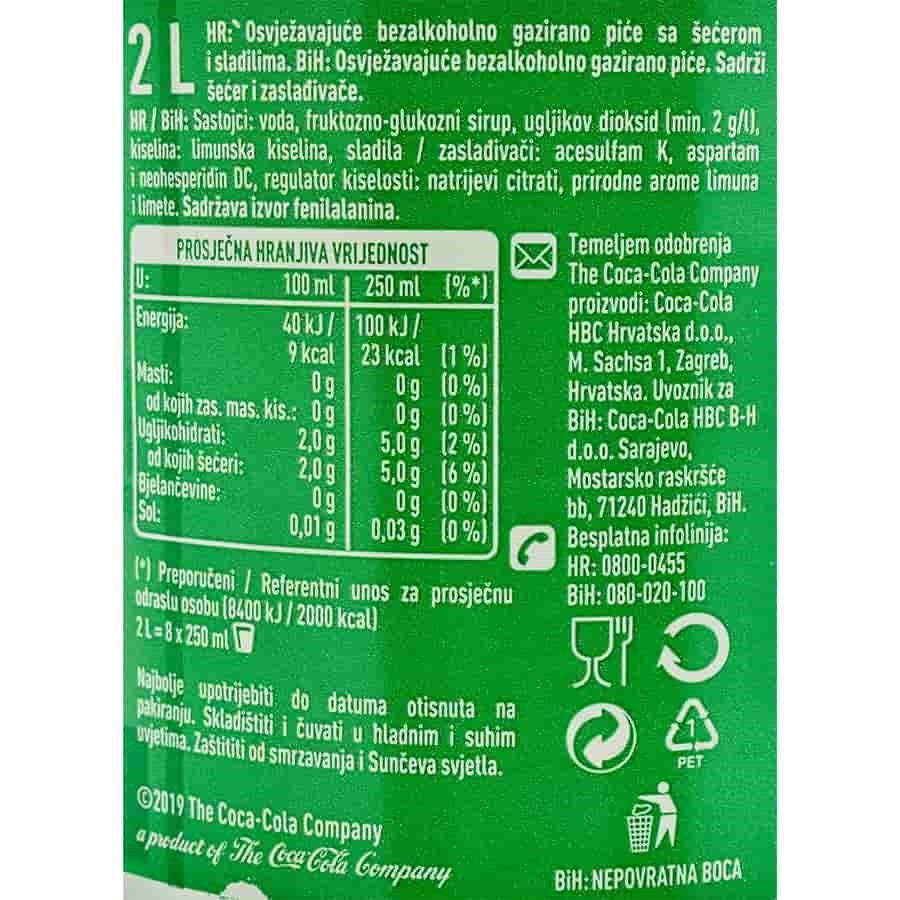 2 L
HR: Osvježavajuće bezalkoholno gazirano piće sa šećerom
i sladilima. BiH: Osvježavajuće bezalkoholno gazirano piće. Sadrži
šećer i zaslađivače.
HR / BiH: Sastojci: voda, fruktozno-glukozni sirup, ugljikov dioksid (min. 2 g/l),
kiselina: limunska kiselina, sladila / zaslađivači: acesulfam K, aspartam
i neohesperidin DC, regulator kiselosti: natrijevi citrati, prirodne arome limuna
i limete. Sadržava izvor fenilalanina.
PROSJEČNA HRANJIVA VRIJEDNOST
U: 100 ml 250 ml (%*)
Energija: 40 kJ / 100 kJ /
9 kcal 23 kcal (1 %)
Masti: 0 g 0 g (0 %)
od kojih zas. mas. kis.: 0 g 0 g (0 %)
Ugljikohidrati: 2,0 g 5,0 g (2 %)
od kojih šećeri: 2,0 g 5,0 g (6 %)
Bjelančevine: 0 g 0 g (0 %)
Sol: 0,01 g 0,03 g (0 %)
(*) Preporučeni / Referentni unos za prosječnu
odraslu osobu (8400 kJ / 2000 kcal)
2 L = 8 x 250 ml
Najbolje upotrijebiti do datuma otisnuta na
pakiranju. Skladištiti i čuvati u hladnim i suhim
uvjetima. Zaštititi od smrzavanja i Sunčeva svjetla.
©2019 The Coca-Cola Company
a product of The Coca-Cola Company
Temeljem odobrenja
The Coca-Cola Company
proizvodi: Coca-Cola
HBC Hrvatska d.o.o.,
M. Sachsa 1, Zagreb,
Hrvatska. Uvoznik za
BiH: Coca-Cola HBC B-H
d.o.o. Sarajevo,
Mostarsko raskršće
bb, 71240 Hadžići, BiH.
Besplatna infolinija:
HR: 0800-0455
BiH: 080-020-100
1
PET
BiH: NEPOVRATNA BOCA